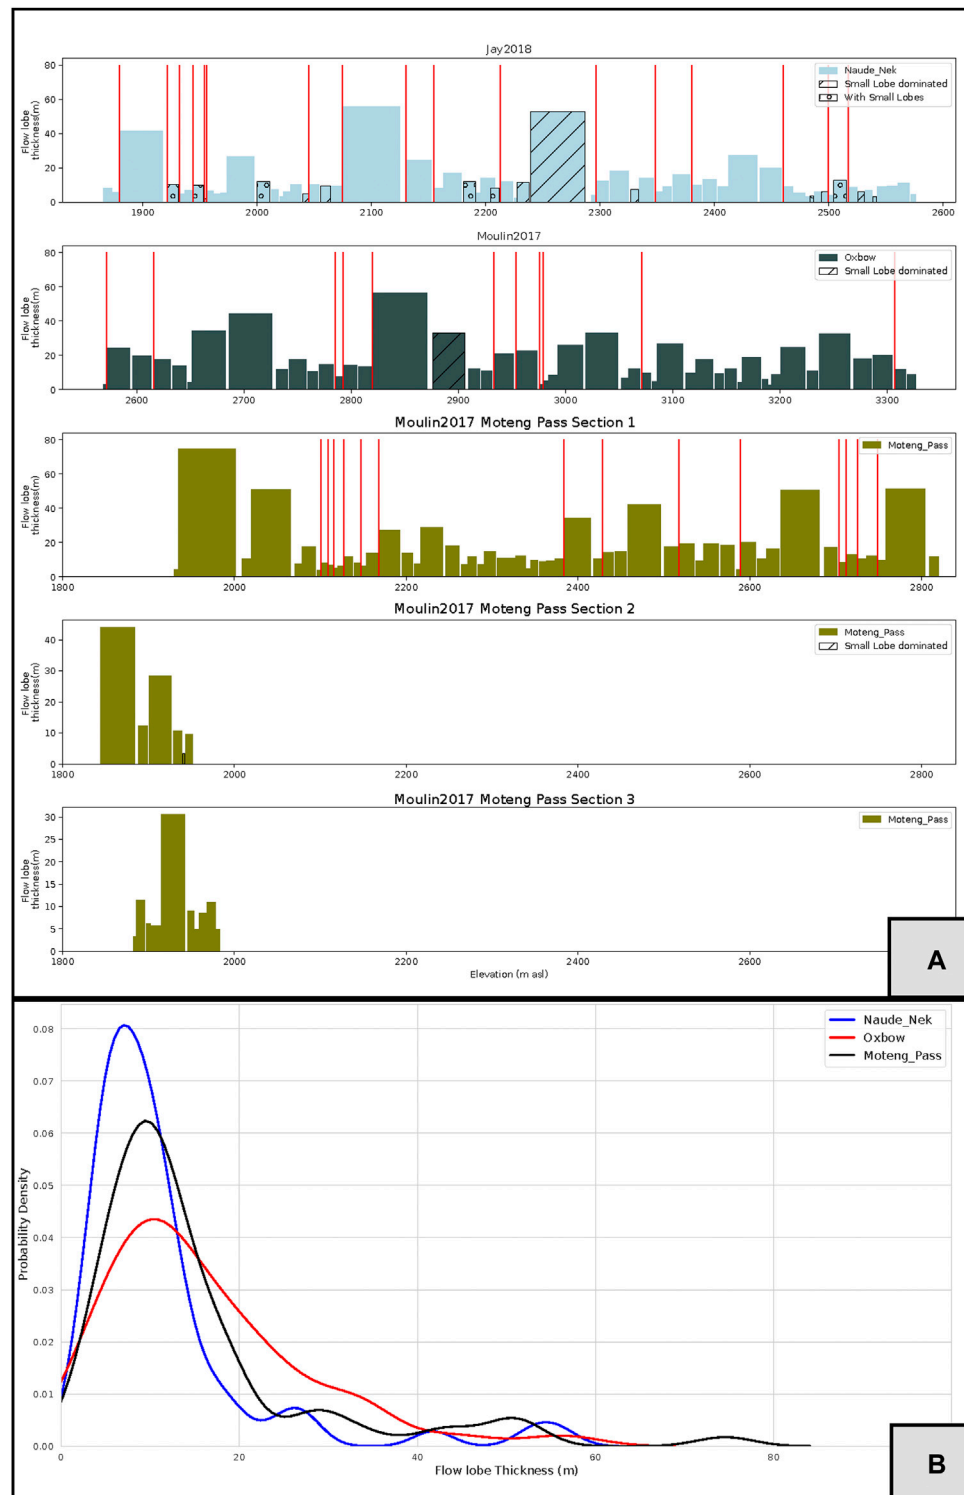 Jay2018
Flow lobe
thickness(m)
80
60
40
20
0
Naude_Nek
Small Lobe dominated
With Small Lobes
1900 2000 2100 2200 2300 2400 2500 2600
Moulin2017
Flow lobe
thickness(m)
80
60
40
20
0
Oxbow
Small Lobe dominated
2600 2700 2800 2900 3000 3100 3200 3300
Moulin2017 Moteng Pass Section 1
Flow lobe
thickness(m)
80
60
40
20
0
Moteng_Pass
1800 2000 2200 2400 2600 2800
Moulin2017 Moteng Pass Section 2
Flow lobe
thickness(m)
40
30
20
10
0
Moteng_Pass
Small Lobe dominated
1800 2000 2200 2400 2600 2800
Moulin2017 Moteng Pass Section 3
Flow lobe
thickness(m)
30
25
20
15
10
5
0
Moteng_Pass
1800 2000 2200 2400 2600
Elevation (m asl)
A
Probability Density
0.08
0.07
0.06
0.05
0.04
0.03
0.02
0.01
0.00
Naude_Nek
Oxbow
Moteng_Pass
0 20 40 60 80
Flow lobe Thickness (m)
B